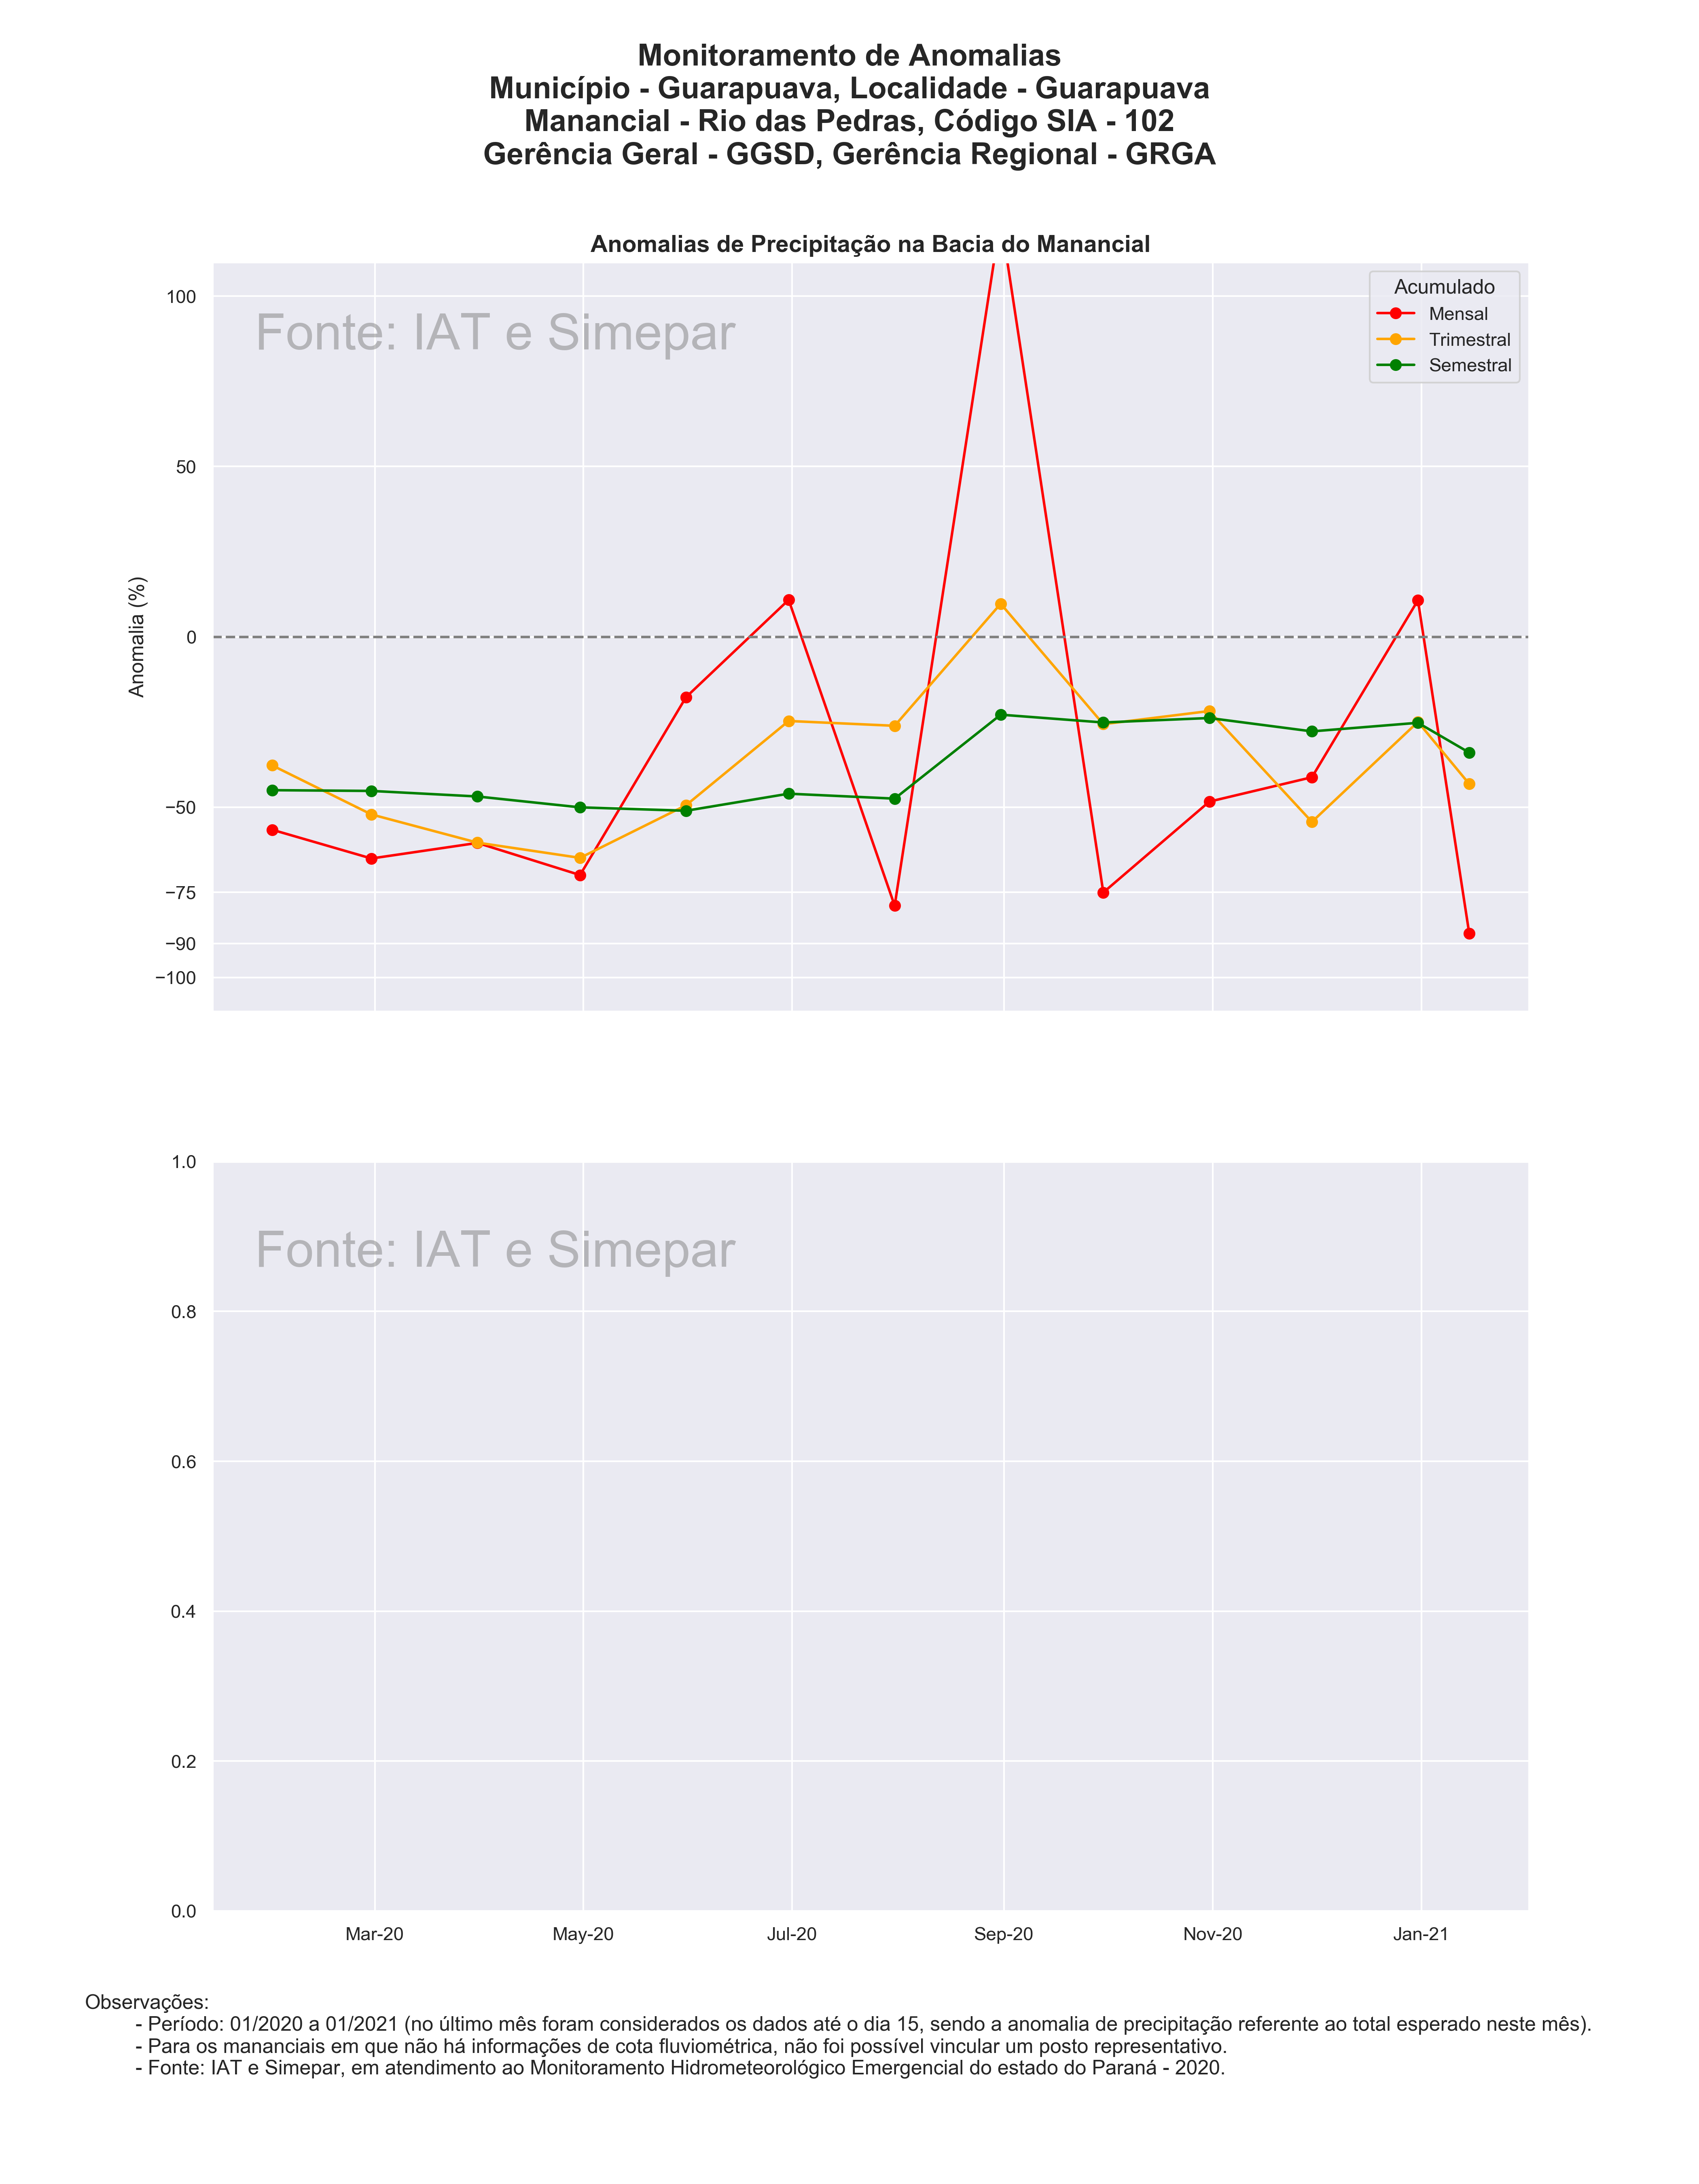 Monitoramento de Anomalias
Município - Guarapuava, Localidade - Guarapuava
Manancial - Rio das Pedras, Código SIA - 102
Gerência Geral - GGSD, Gerência Regional - GRGA
Anomalias de Precipitação na Bacia do Manancial
Fonte: IAT e Simepar
Acumulado
Mensal
Trimestral
Semestral
Anomalia (%)
100
50
0
−50
−75
−90
−100
Fonte: IAT e Simepar
1.0
0.8
0.6
0.4
0.2
0.0
Mar-20 May-20 Jul-20 Sep-20 Nov-20 Jan-21
Observações:
- Período: 01/2020 a 01/2021 (no último mês foram considerados os dados até o dia 15, sendo a anomalia de precipitação referente ao total esperado neste mês).
- Para os mananciais em que não há informações de cota fluviométrica, não foi possível vincular um posto representativo.
- Fonte: IAT e Simepar, em atendimento ao Monitoramento Hidrometeorológico Emergencial do estado do Paraná - 2020.